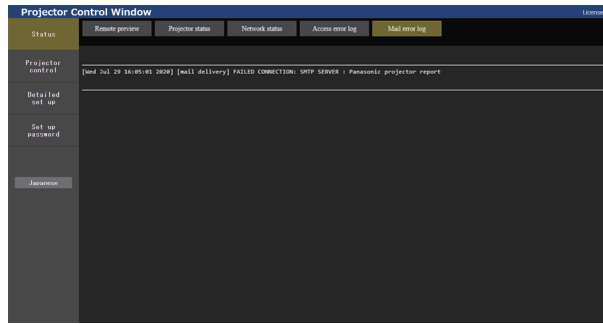 Projector Control Window
License
Status
Remote preview
Projector status
Network status
Access error log
Mail error log
Projector
control
[Wed Jul 29 16:05:01 2020] [mail delivery] FAILED CONNECTION: SMTP SERVER : Panasonic projector report
Detailed
set up
Set up
password
Japanese